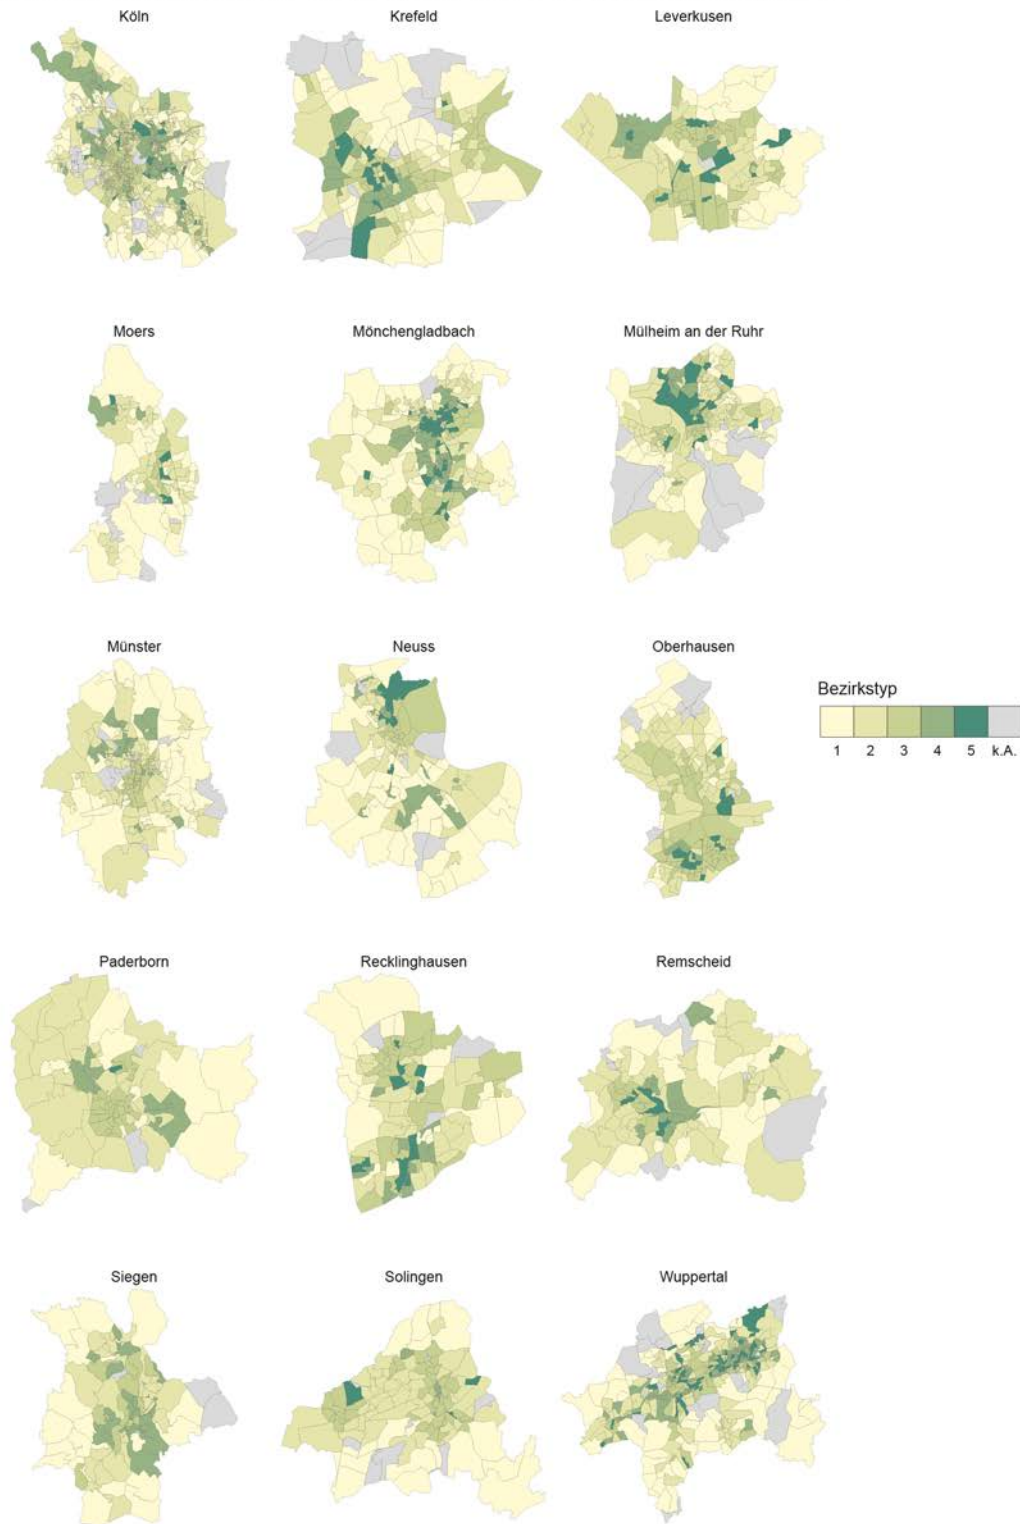 Köln
Krefeld
Leverkusen
Moers
Mönchengladbach
Mülheim an der Ruhr
Münster
Neuss
Oberhausen
Bezirkstyp
1 2 3 4 5 k.A.
Paderborn
Recklinghausen
Remscheid
Siegen
Solingen
Wuppertal